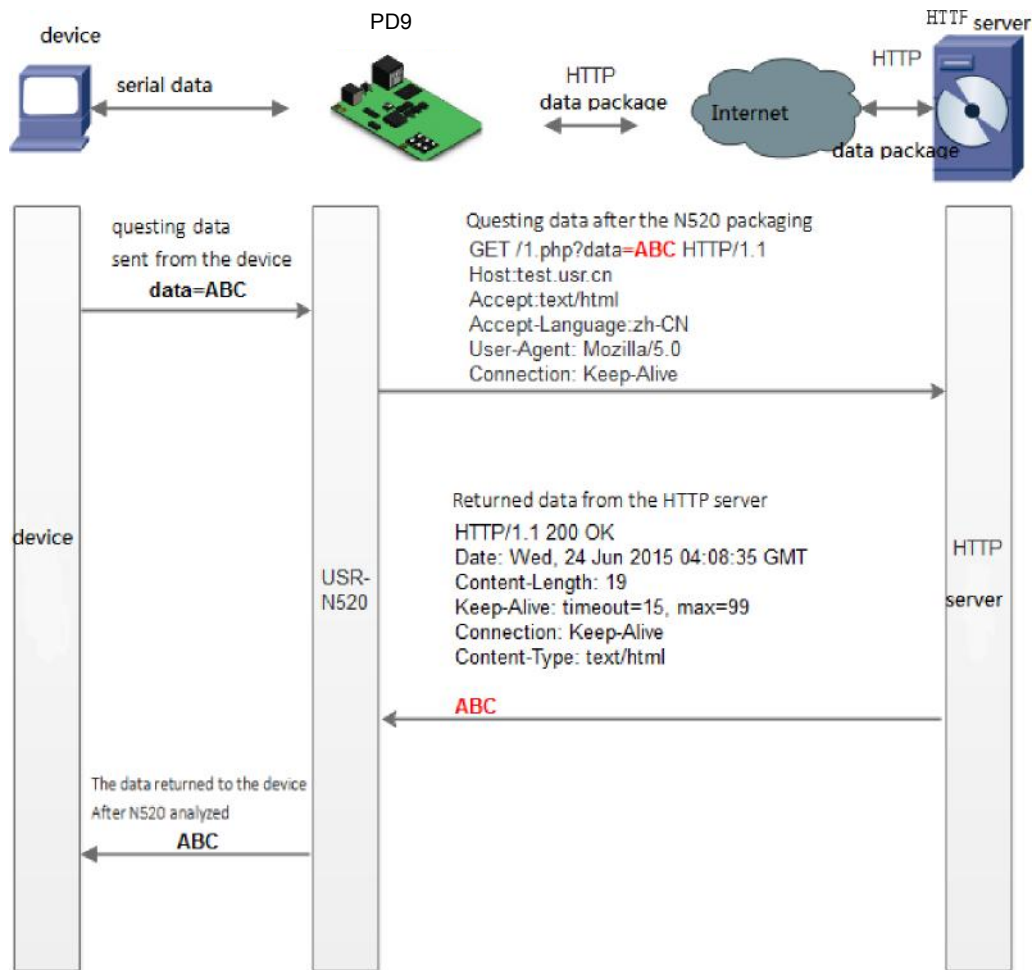 PD9
HTTF server
device
serial data
HTTP
data package
Internet
HTTP
data package
questing data
sent from the device
data=ABC
Questing data after the N520 packaging
GET /1.php?data=ABC HTTP/1.1
Host:test.usr.cn
Accept:text/html
Accept-Language:zh-CN
User-Agent: Mozilla/5.0
Connection: Keep-Alive
Returned data from the HTTP server
HTTP/1.1 200 OK
Date: Wed, 24 Jun 2015 04:08:35 GMT
Content-Length: 19
Keep-Alive: timeout=15, max=99
Connection: Keep-Alive
Content-Type: text/html
ABC
device
USR-
N520
HTTP
server
The data returned to the device
After N520 analyzed
ABC